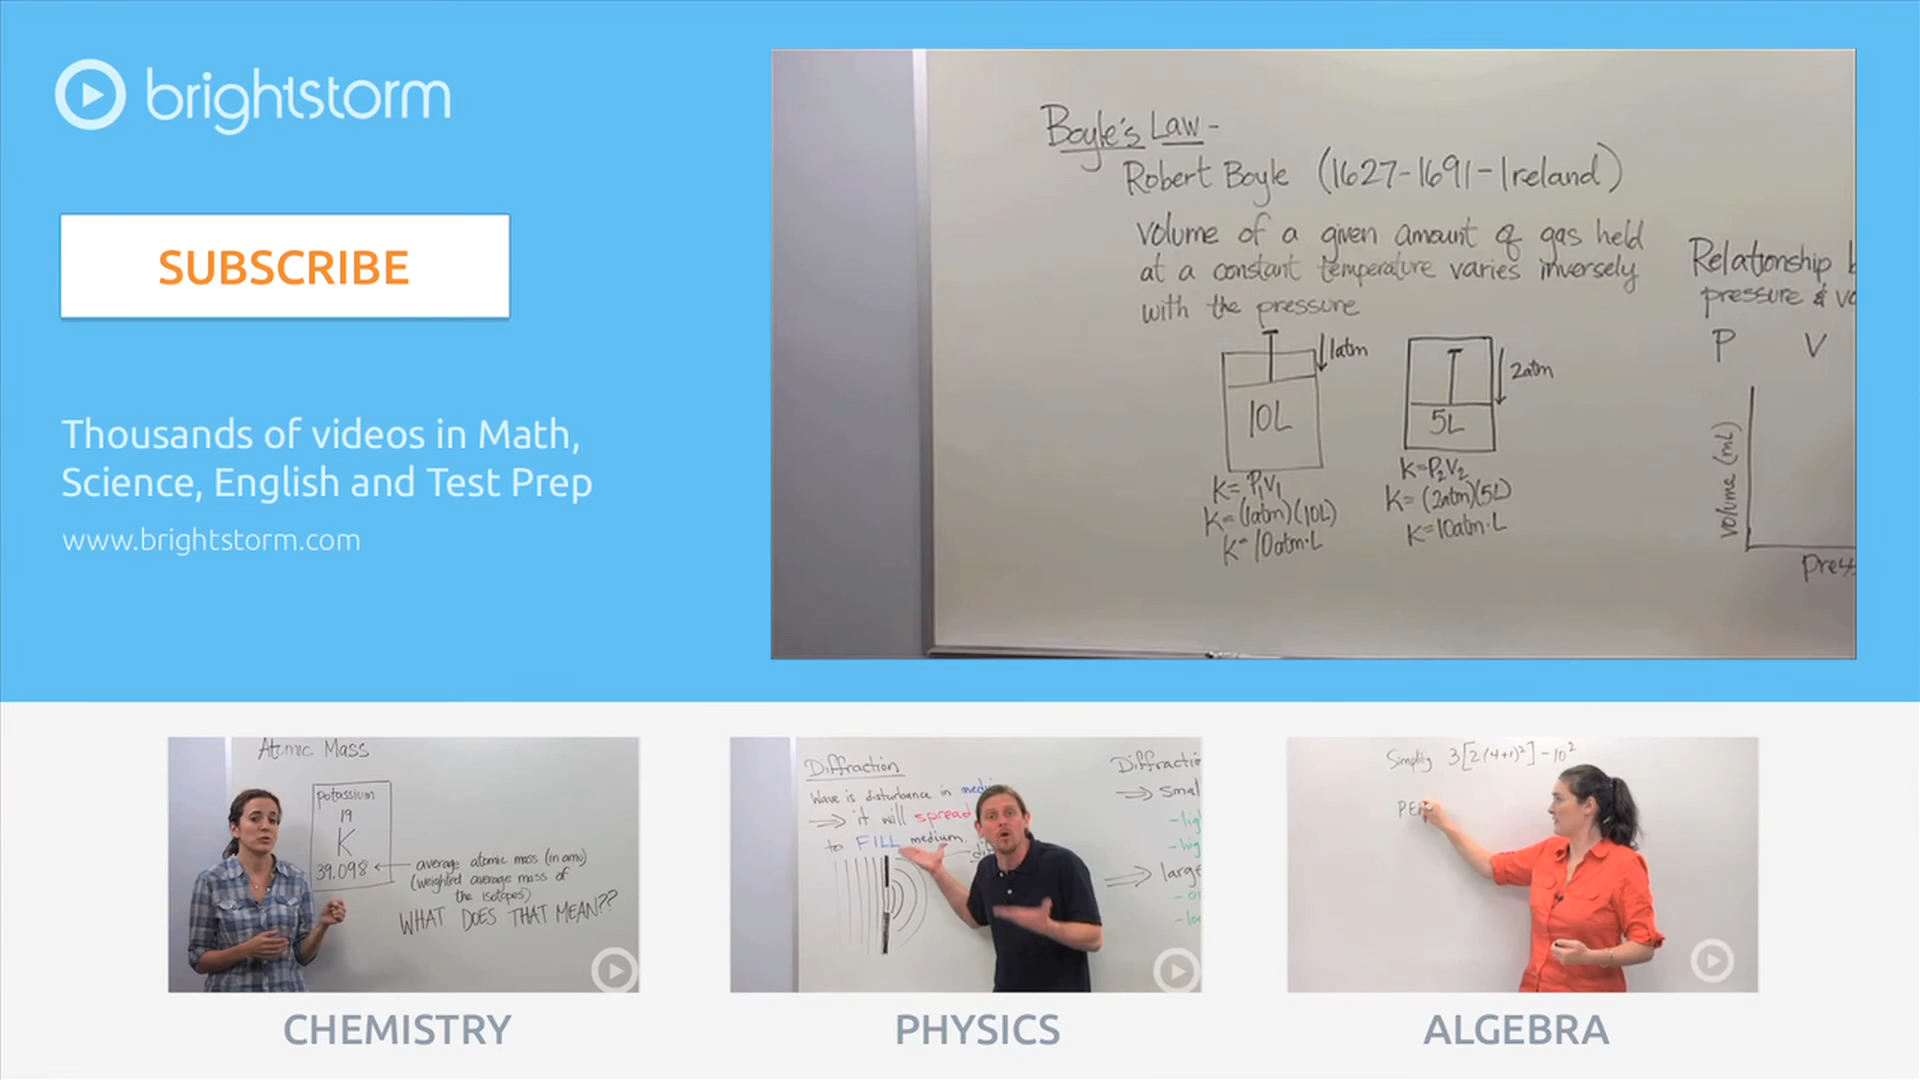 brightstorm
SUBSCRIBE
Thousands of videos in Math,
Science, English and Test Prep
www.brightstorm.com
Boyle's Law -
Robert Boyle (1627-1691-Ireland)
volume of a given amount of gas held
at a constant temperature varies inversely
with the pressure
1atm
10L
K= P₁V₁
K=(1atm)(10L)
K= 10atm·L
2atm
5L
K=P₂V₂
K= (2atm)(5L)
K=10atm·L
Relationship
pressure &
P V
volume (mL)
Press
Atomic Mass
potassium
19
K
39.098
average atomic mass (in amu)
(weighted average mass of
the isotopes)
WHAT DOES THAT MEAN??
CHEMISTRY
Diffraction
Wave is disturbance in
it will spread
to FILL medium.
Diffractio
smal
large
PHYSICS
Simplify 3[2(4+1)²]-10²
ALGEBRA